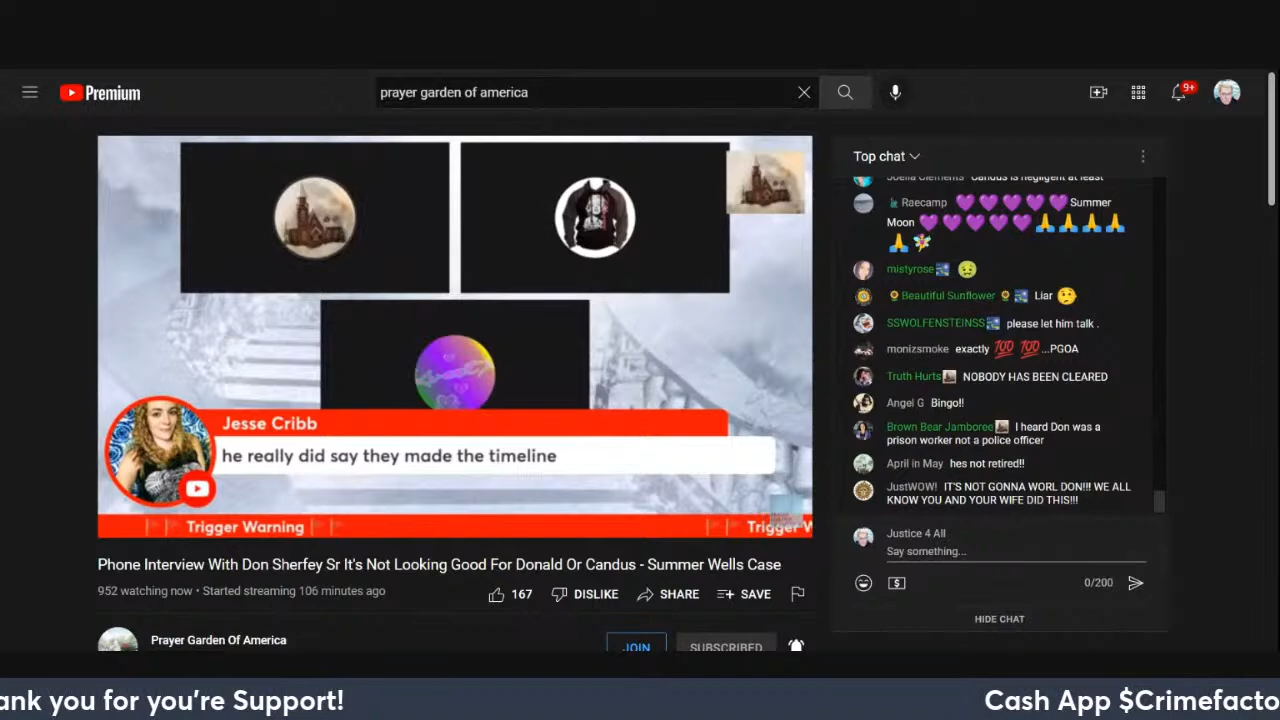 Premium
prayer garden of america
9+
Top chat
Joella Clements Candus is negligent at least
Raecamp 💜💜💜💜💜Summer
Moon 💜💜💜💜💜🙏🙏🙏🙏
🙏🧚
mistyrose 🤢
🌻Beautiful Sunflower 🌻 Liar 🤥
SSWOLFENSTEINSS please let him talk .
monizsmoke exactly 💯 💯...PGOA
Truth Hurts NOBODY HAS BEEN CLEARED
Angel G Bingo!!
Brown Bear Jamboree I heard Don was a
prison worker not a police officer
April in May hes not retired!!
JustWOW! IT'S NOT GONNA WORL DON!!! WE ALL
KNOW YOU AND YOUR WIFE DID THIS!!!
Jesse Cribb
he really did say they made the timeline
Trigger Warning Trigger W
Justice 4 All
Say something...
0/200
HIDE CHAT
Phone Interview With Don Sherfey Sr It's Not Looking Good For Donald Or Candus - Summer Wells Case
952 watching now • Started streaming 106 minutes ago
167 DISLIKE SHARE SAVE
Prayer Garden Of America
JOIN SUBSCRIBED
ank you for you're Support! Cash App $Crimefacto